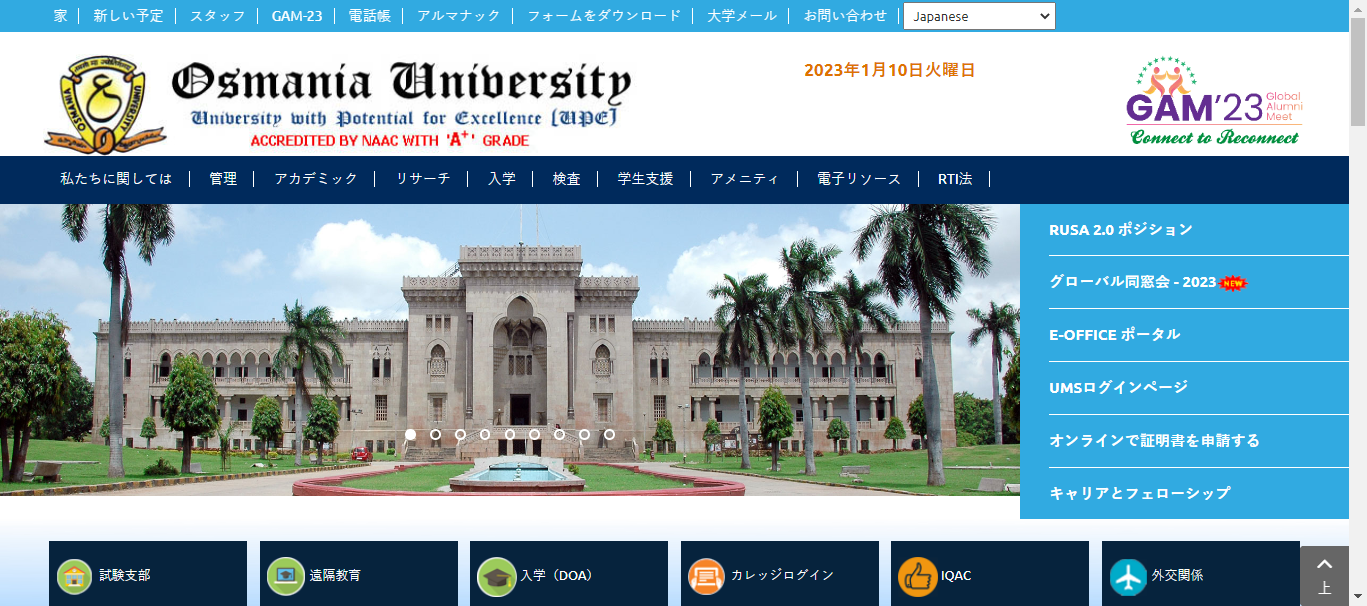 家 新しい予定 スタッフ GAM-23 電話帳 アルマナック フォームをダウンロード 大学メール お問い合わせ Japanese
Osmania University
University with Potential for Excellence (UPE)
ACCREDITED BY NAAC WITH 'A+' GRADE
OSMANIA UNIVERSITY
2023年1月10日火曜日
GAM'23 Global Alumni Meet
Connect to Reconnect
私たちに関しては 管理 アカデミック リサーチ 入学 検査 学生支援 アメニティ 電子リソース RTI法
RUSA 2.0 ポジション
グローバル同窓会 - 2023 NEW
E-OFFICE ポータル
UMSログインページ
オンラインで証明書を申請する
キャリアとフェローシップ
試験支部 遠隔教育 入学（DOA） カレッジログイン IQAC 外交関係
上